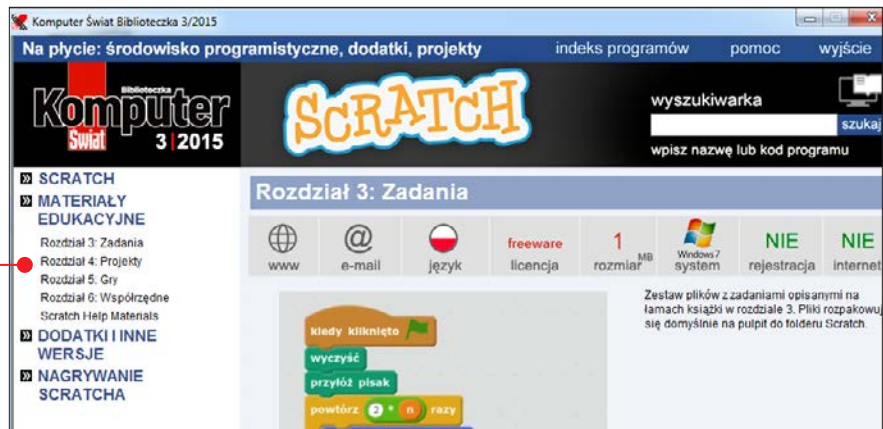 Komputer Świat Biblioteczka 3/2015
Na płycie: środowisko programistyczne, dodatki, projekty indeks programów pomoc wyjście
Biblioteczka
Komputer
Świat 3|2015
SCRATCH
wyszukiwarka
szukaj
wpisz nazwę lub kod programu
SCRATCH
MATERIAŁY
EDUKACYJNE
Rozdział 3: Zadania
Rozdział 4: Projekty
Rozdział 5: Gry
Rozdział 6: Współrzędne
Scratch Help Materials
DODATKI I INNE
WERSJE
NAGRYWANIE
SCRATCHA
Rozdział 3: Zadania
@ freeware 1 MB Windows7 NIE NIE
www e-mail język licencja rozmiar system rejestracja internet
Zestaw plików z zadaniami opisanymi na
łamach książki w rozdziale 3. Pliki rozpakowuj
się domyślnie na pulpit do folderu Scratch.
kiedy kliknięto
wyczyść
przyłóż pisak
powtórz 2 * n razy